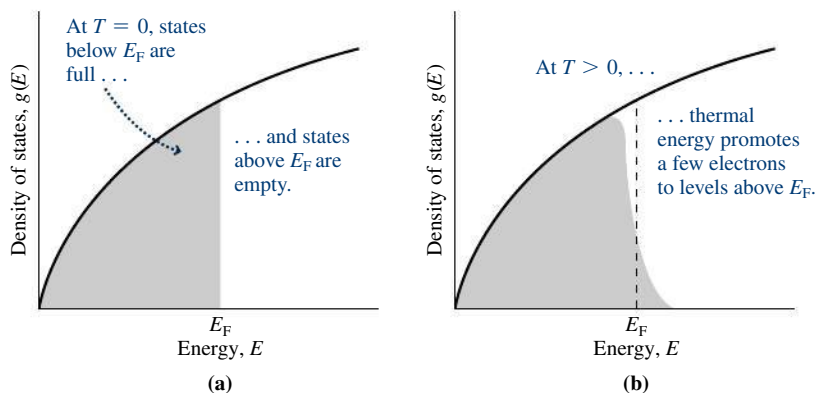 At T = 0, states
below E_F are
full . . .
. . . and states
above E_F are
empty.
Density of states, g(E)
E_F
Energy, E
(a)
At T > 0, . . .
. . . thermal
energy promotes
a few electrons
to levels above E_F.
Density of states, g(E)
E_F
Energy, E
(b)